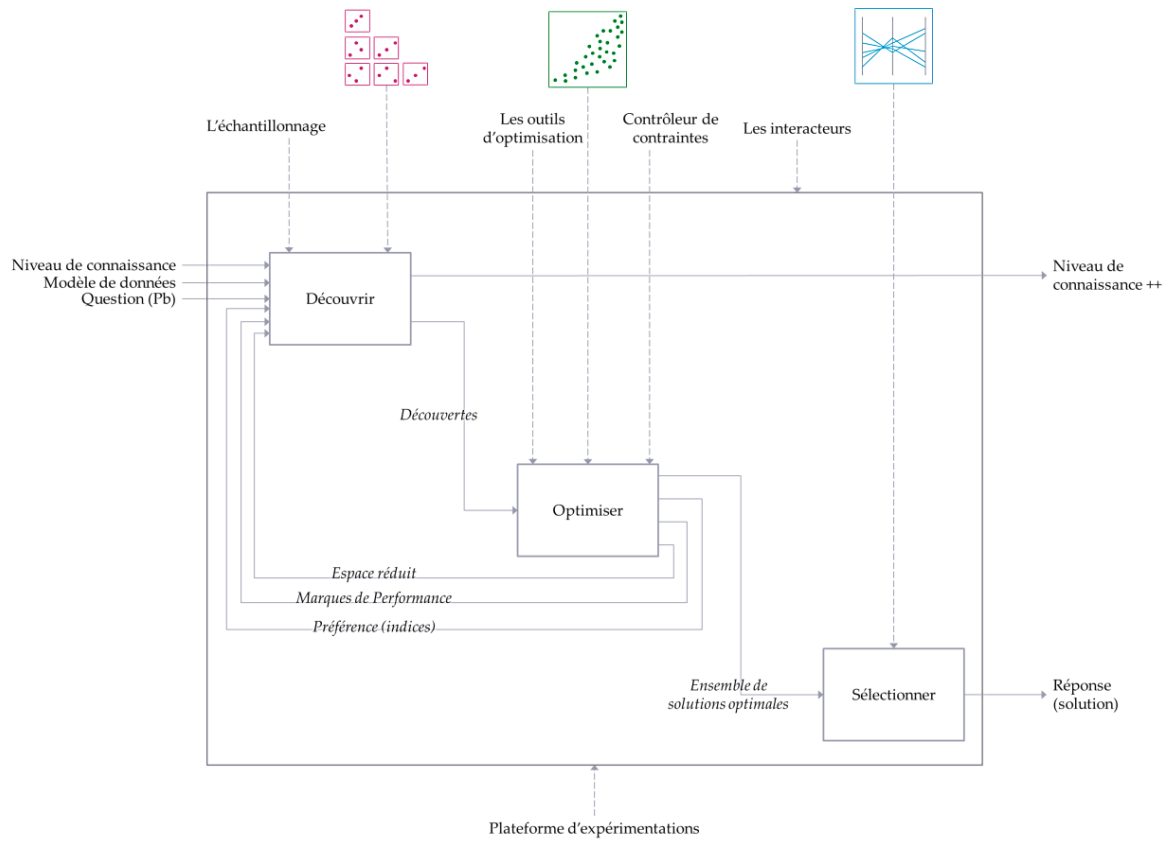 L’échantillonnage
Les outils
d’optimisation
Contrôleur de
contraintes
Les interacteurs
Niveau de connaissance
Modèle de données
Question (Pb)
Découvrir
Niveau de
connaissance ++
Découvertes
Optimiser
Espace réduit
Marques de Performance
Préférence (indices)
Ensemble de
solutions optimales
Sélectionner
Réponse
(solution)
Plateforme d’expérimentations